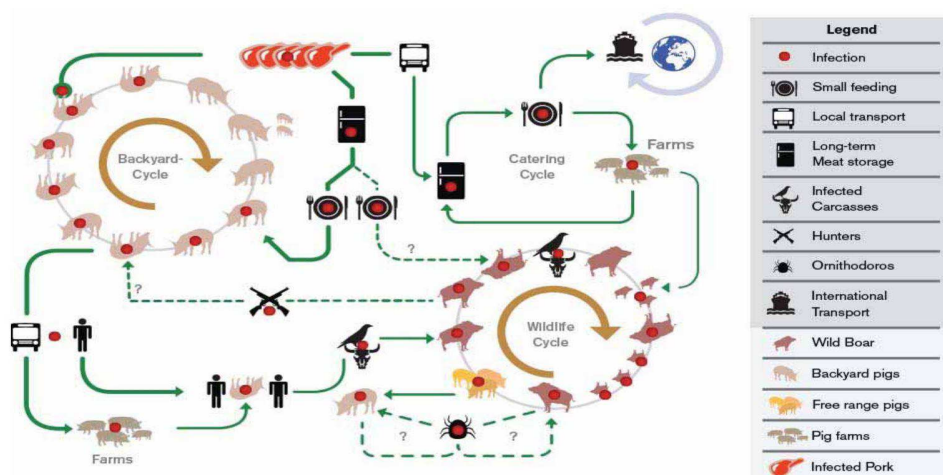 Backyard-
Cycle
Catering
Cycle
Farms
?
?
Wildlife
Cycle
?
?
Farms
Legend
Infection
Small feeding
Local transport
Long-term
Meat storage
Infected
Carcasses
Hunters
Ornithodoros
International
Transport
Wild Boar
Backyard pigs
Free range pigs
Pig farms
Infected Pork